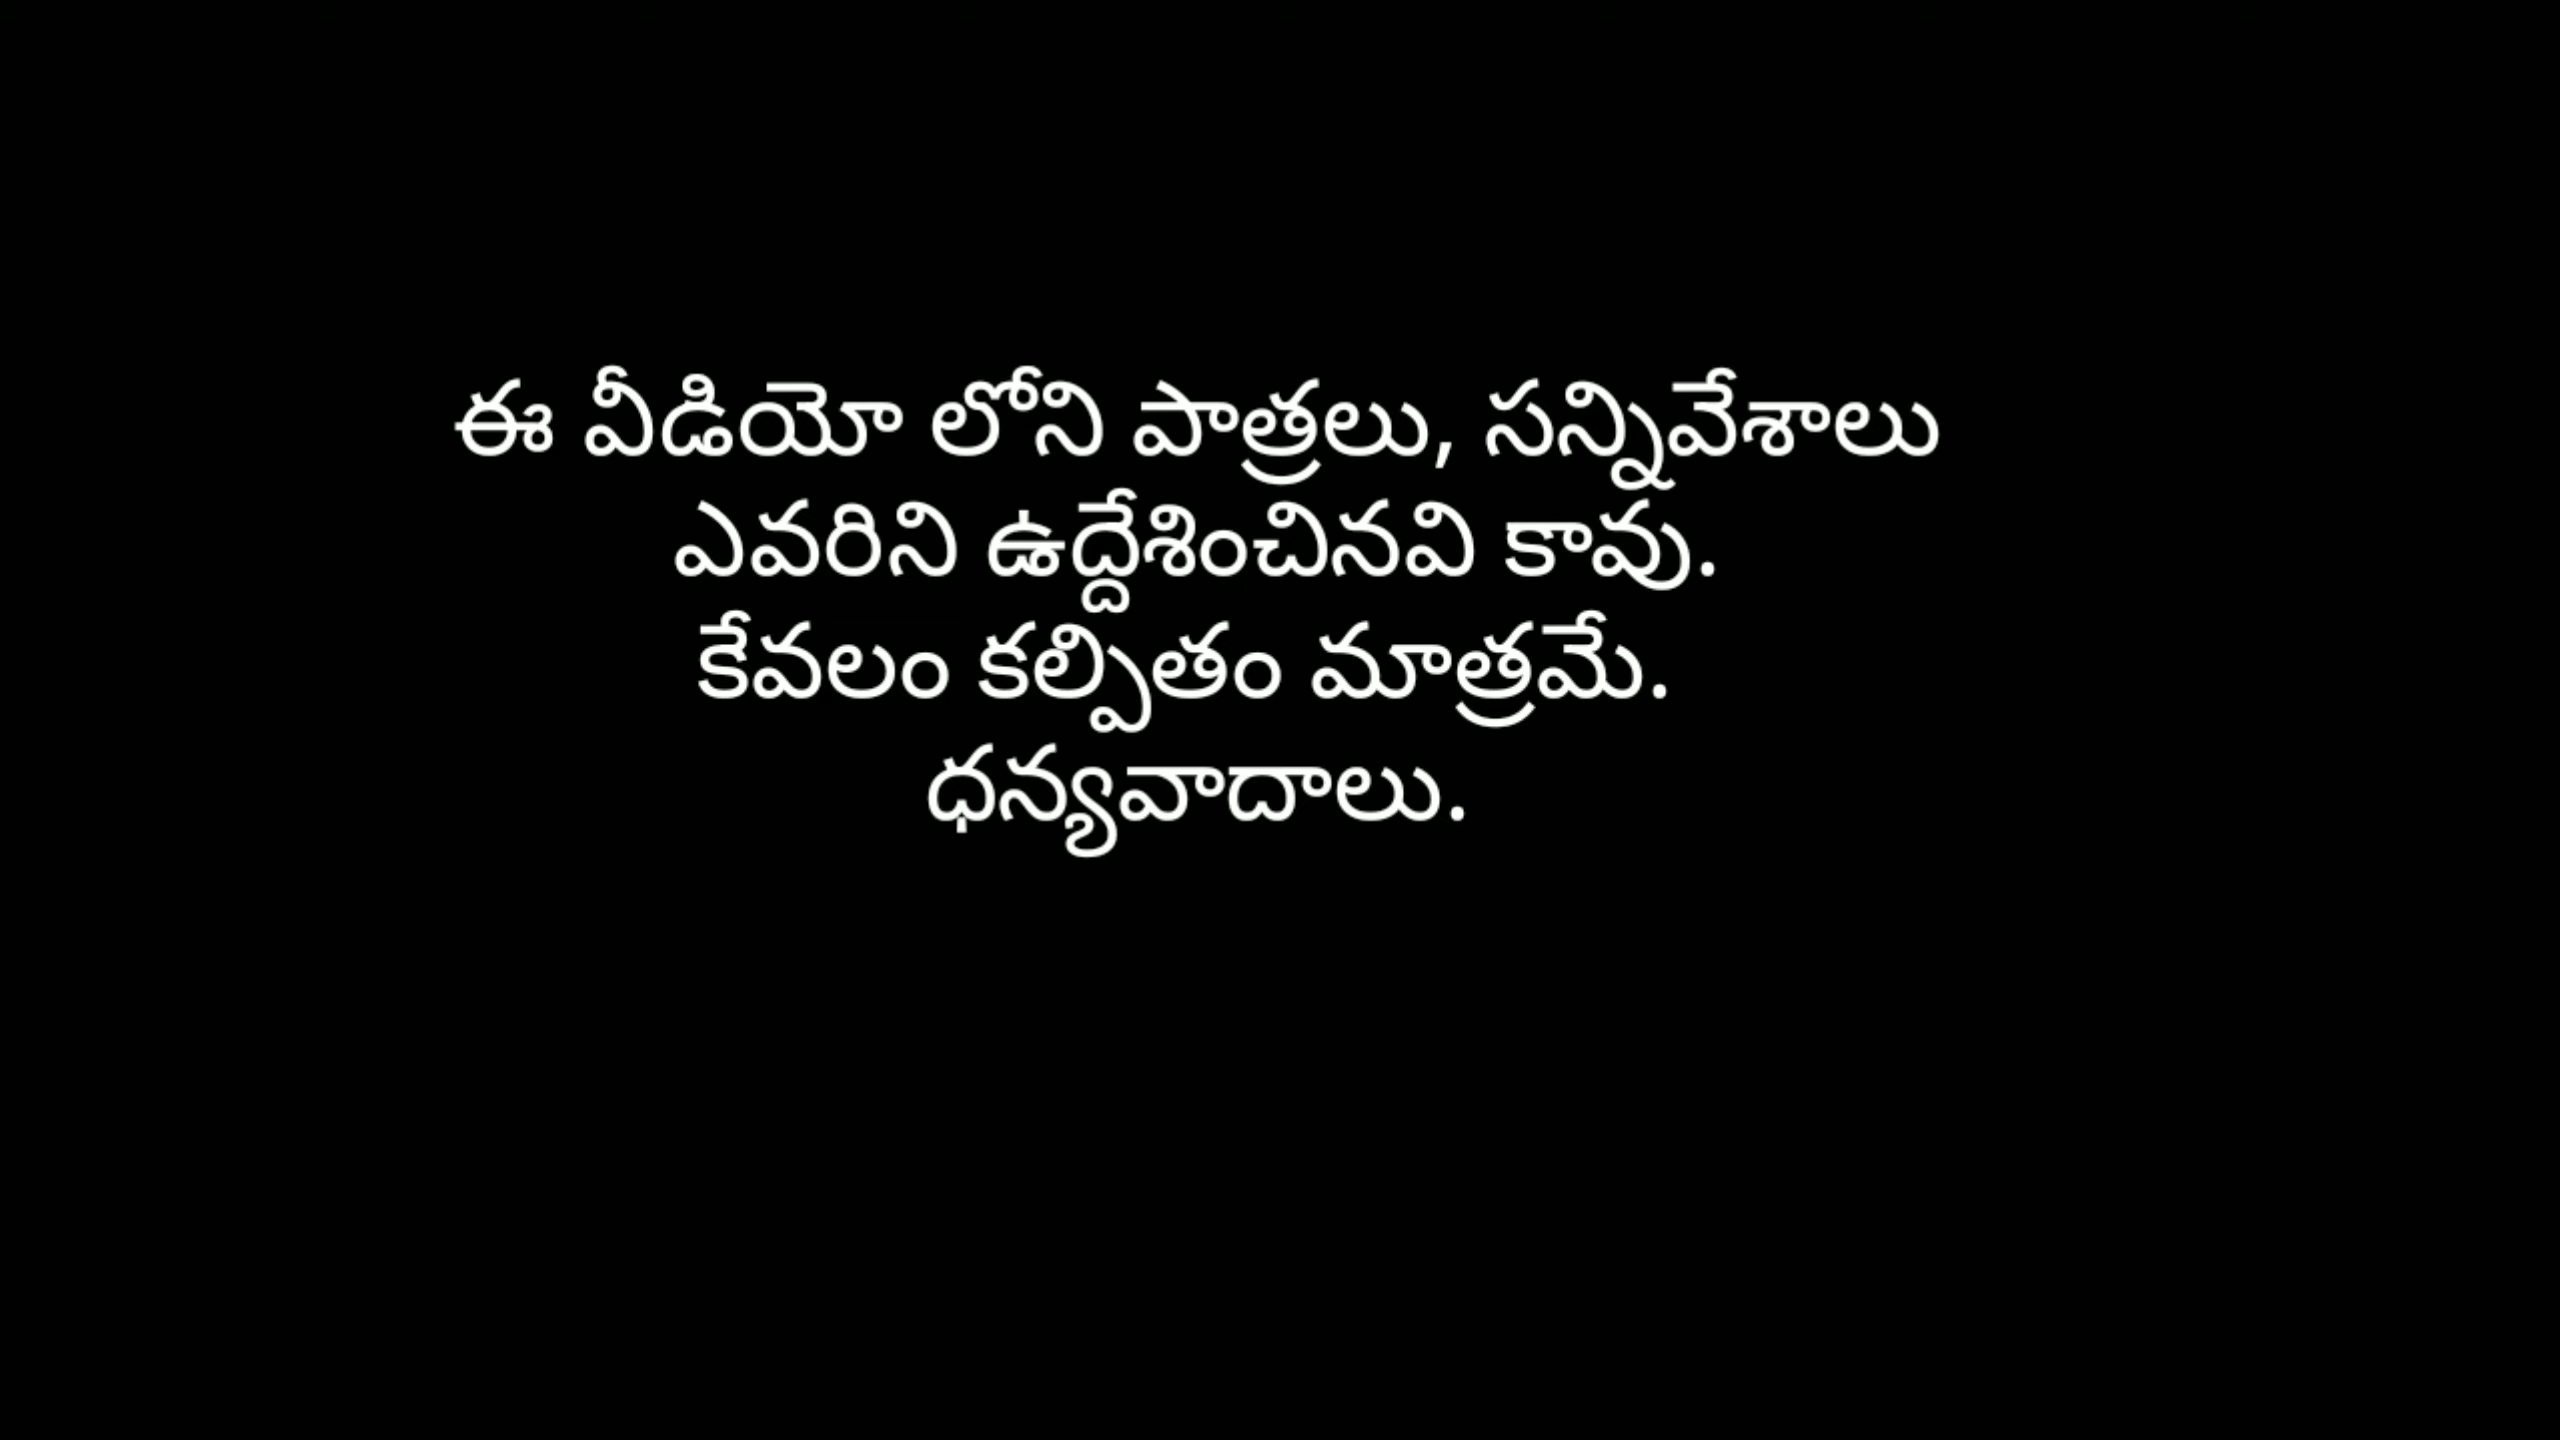 ఈ వీడియో లోని పాత్రలు, సన్నివేశాలు
ఎవరిని ఉద్దేశించినవి కావు.
కేవలం కల్పితం మాత్రమే.
ధన్యవాదాలు.